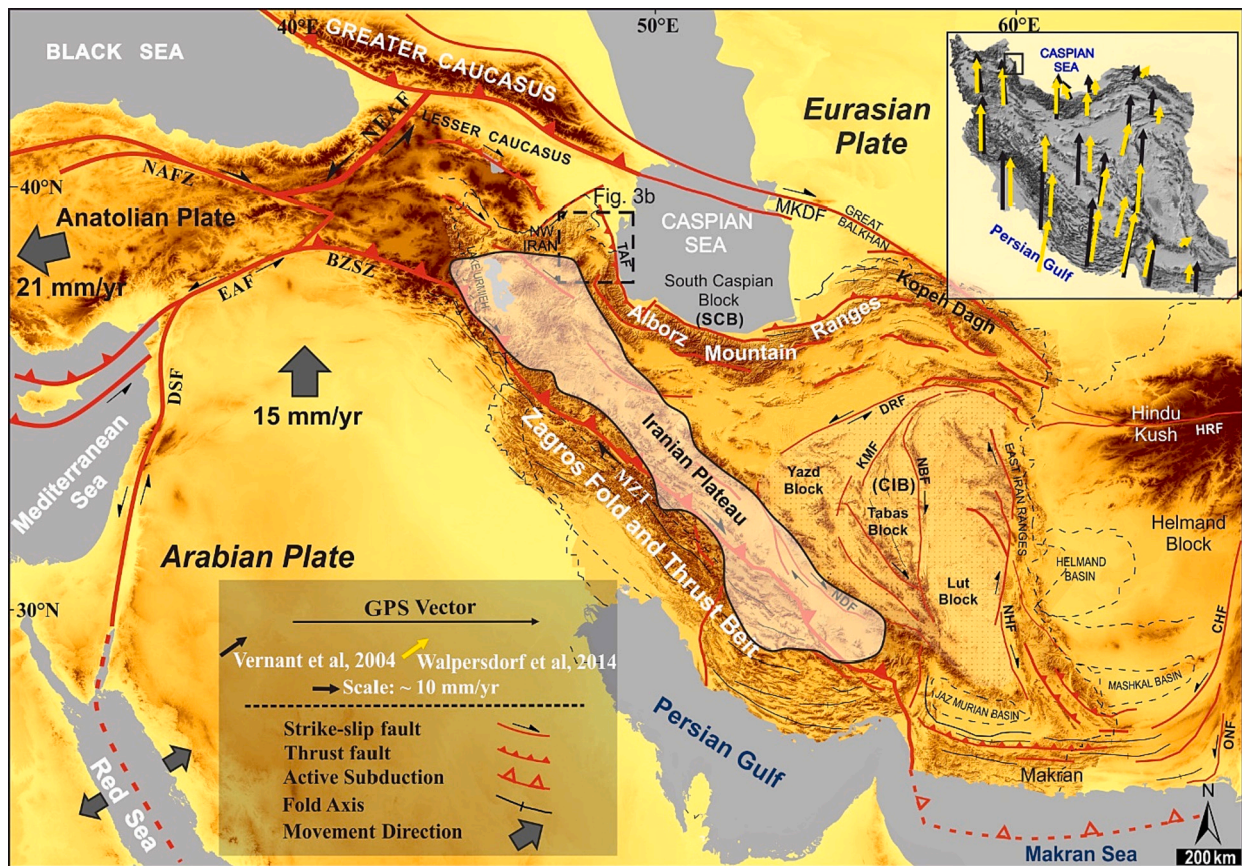 40°E
50°E
60°E
BLACK SEA
GREATER CAUCASUS
CASPIAN
SEA
Persian Gulf
Eurasian
Plate
NEAF
LESSER CAUCASUS
NAFZ
40°N
Anatolian Plate
21 mm/yr
EAF
BZSZ
Fig. 3b
NW
IRAN
TAF
CASPIAN
SEA
MKDF
GREAT
BALKHAN
South Caspian
Block
(SCB)
Kopeh Dagh
Alborz
Mountain
Ranges
DSF
15 mm/yr
Mediterranean
Sea
Arabian Plate
Zagros Fold and Thrust Belt
MZT
Iranian Plateau
NDF
DRF
KMF
NBF
Yazd
Block
(CIB)
Tabas
Block
Lut
Block
NHF
EAST IRAN RANGES
Hindu
Kush
HRF
Helmand
Block
HELMAND
BASIN
CHF
MASHKAL BASIN
JAZ MURIAN BASIN
ONF
30°N
GPS Vector
Vernant et al, 2004
Walpersdorf et al, 2014
Scale: ~ 10 mm/yr
Strike-slip fault
Thrust fault
Active Subduction
Fold Axis
Movement Direction
Red Sea
Persian Gulf
Makran
Makran Sea
N
200 km